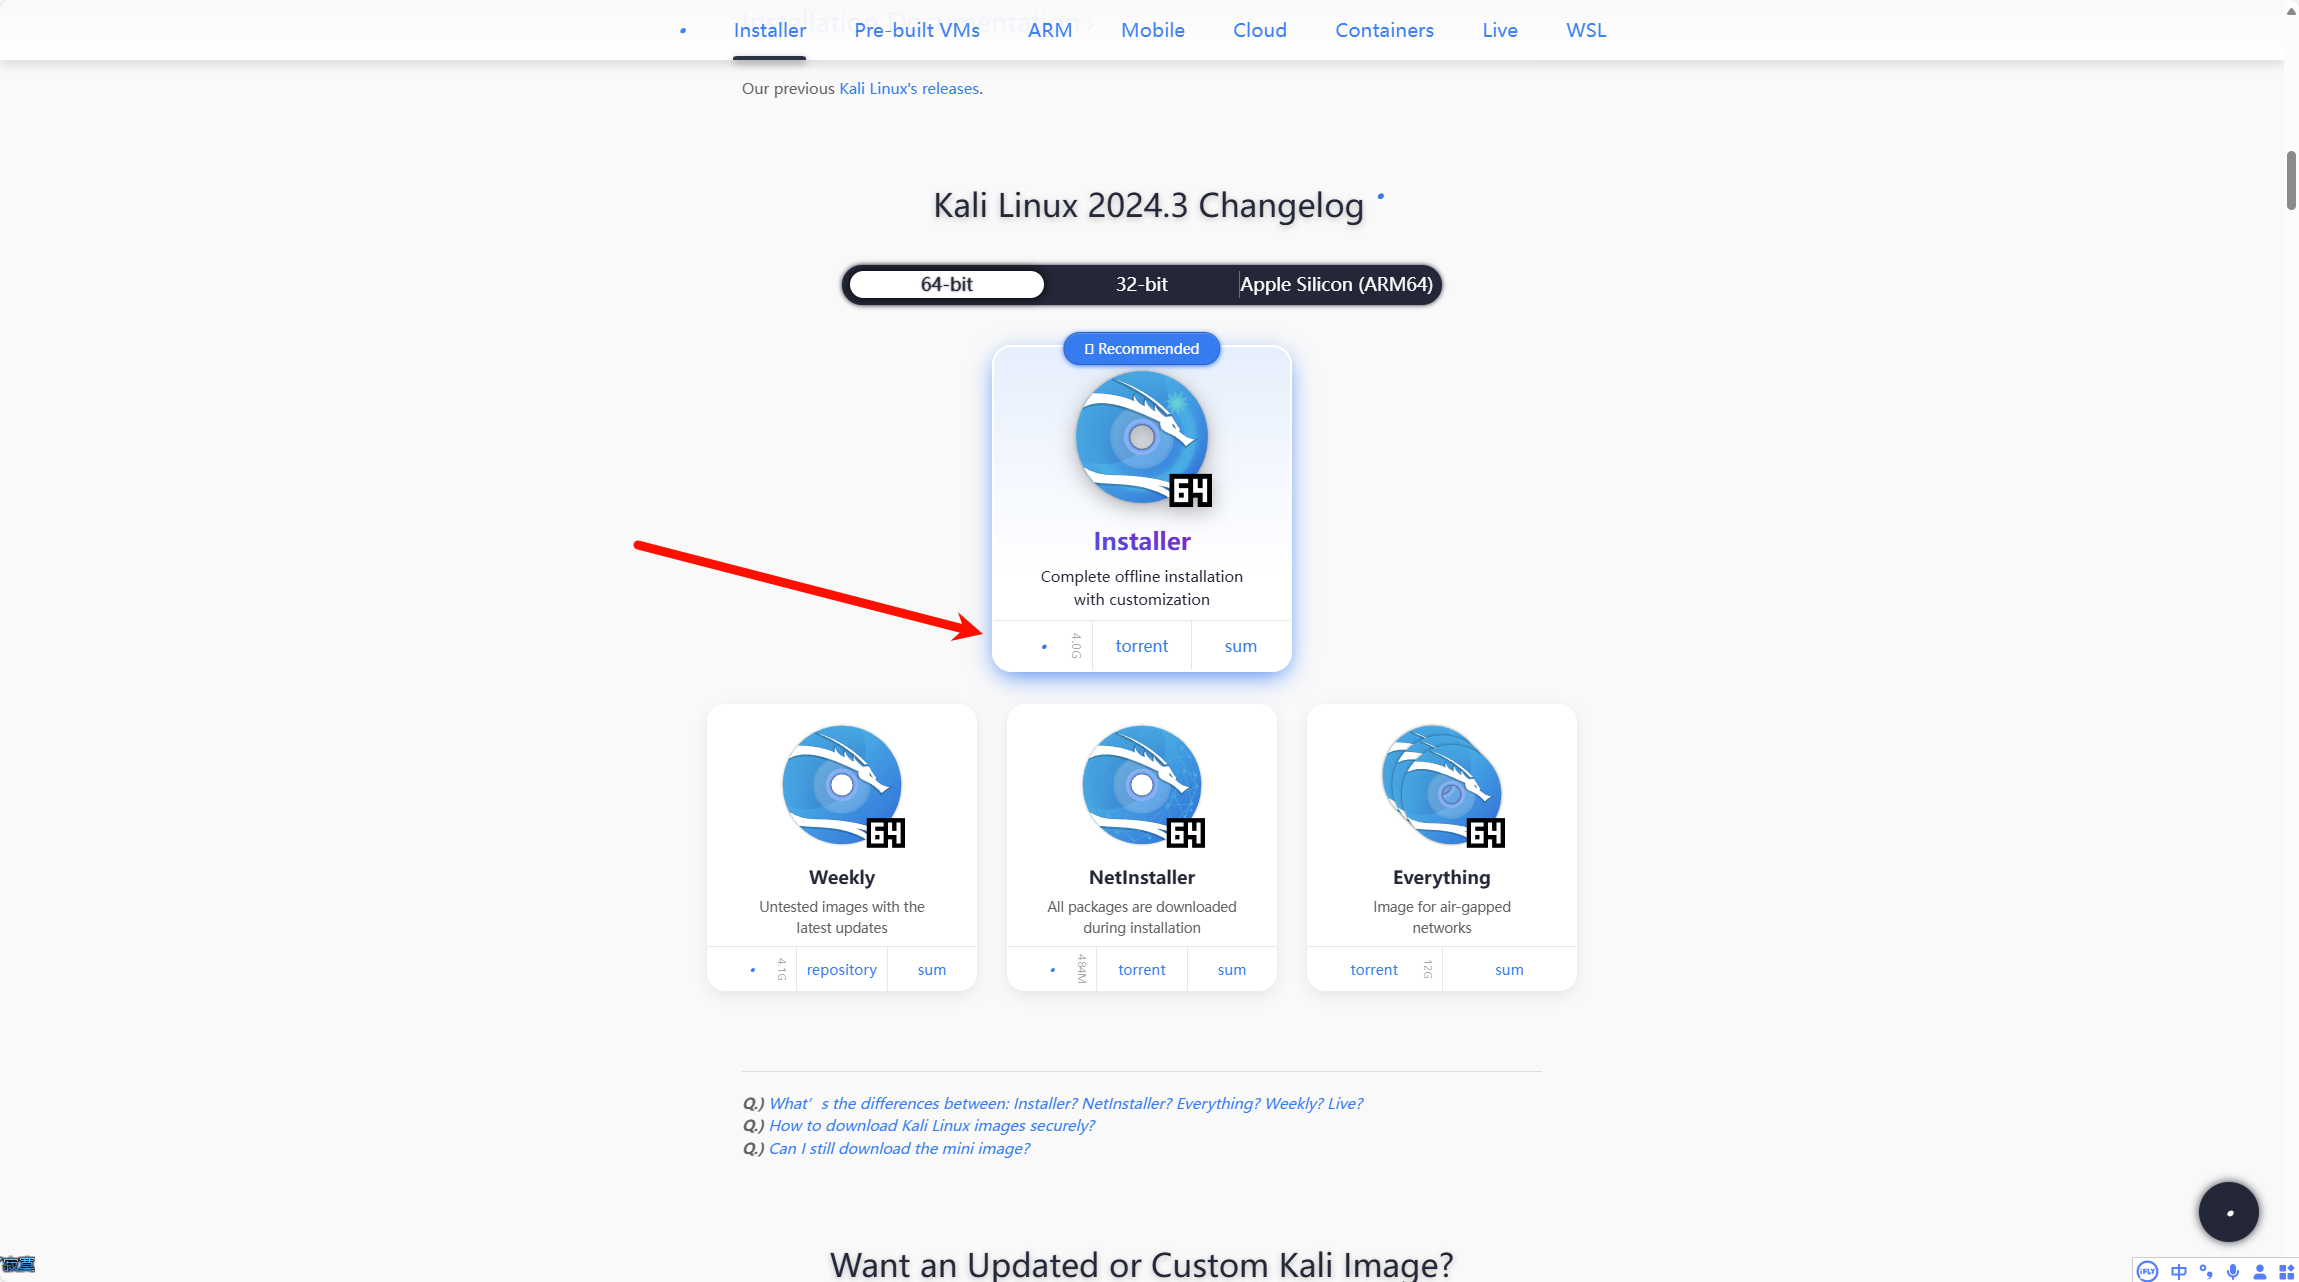 Installation Documentation ›
Installer
Pre-built VMs
ARM
Mobile
Cloud
Containers
Live
WSL
Our previous Kali Linux's releases.
Kali Linux 2024.3 Changelog
64-bit
32-bit
Apple Silicon (ARM64)
Recommended
64
Installer
Complete offline installation
with customization
4.0G
torrent
sum
64
Weekly
Untested images with the
latest updates
4.1G
repository
sum
64
NetInstaller
All packages are downloaded
during installation
484M
torrent
sum
64
Everything
Image for air-gapped
networks
torrent
12G
sum
Q.) What’s the differences between: Installer? NetInstaller? Everything? Weekly? Live?
Q.) How to download Kali Linux images securely?
Q.) Can I still download the mini image?
Want an Updated or Custom Kali Image?
iFLY
中